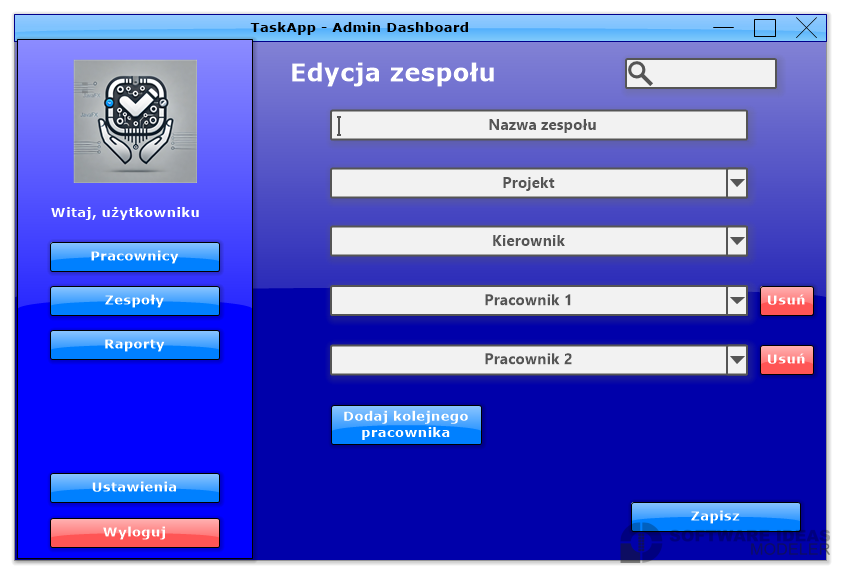 TaskApp - Admin Dashboard
Edycja zespołu
Witaj, użytkowniku
Pracownicy
Zespoły
Raporty
Ustawienia
Wyloguj
Nazwa zespołu
Projekt
Kierownik
Pracownik 1
Usuń
Pracownik 2
Usuń
Dodaj kolejnego
pracownika
Zapisz
SOFTWARE IDEAS
MODELER